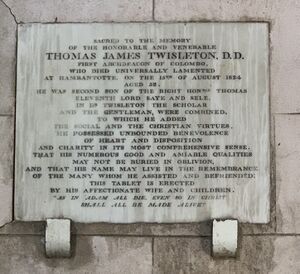 SACRED TO THE MEMORY
OF THE HONORABLE AND VENERABLE
THOMAS JAMES TWISLETON, D.D.
FIRST ARCHDEACON OF COLOMBO,
WHO DIED UNIVERSALLY LAMENTED
AT HAMBANTOTTE, ON THE 15TH OF AUGUST 1824
AGED 52.
HE WAS SECOND SON OF THE RIGHT HONBLE THOMAS
ELEVENTH LORD SAYE AND SELE.
IN DR TWISLETON THE SCHOLAR
AND THE GENTLEMAN, WERE COMBINED,
TO WHICH HE ADDED
THE SOCIAL AND THE CHRISTIAN VIRTUES.
HE POSSESSED UNBOUNDED BENEVOLENCE
OF HEART AND DISPOSITION
AND CHARITY IN ITS MOST COMPREHENSIVE SENSE.
THAT HIS NUMEROUS GOOD AND AMIABLE QUALITIES
MAY NOT BE BURIED IN OBLIVION,
AND THAT HIS NAME MAY LIVE IN THE REMEMBRANCE
OF THE MANY WHOM HE ASSISTED AND BEFRIENDED,
THIS TABLET IS ERECTED
BY HIS AFFECTIONATE WIFE AND CHILDREN.
"AS IN ADAM ALL DIE, EVEN SO IN CHRIST
SHALL ALL BE MADE ALIVE"